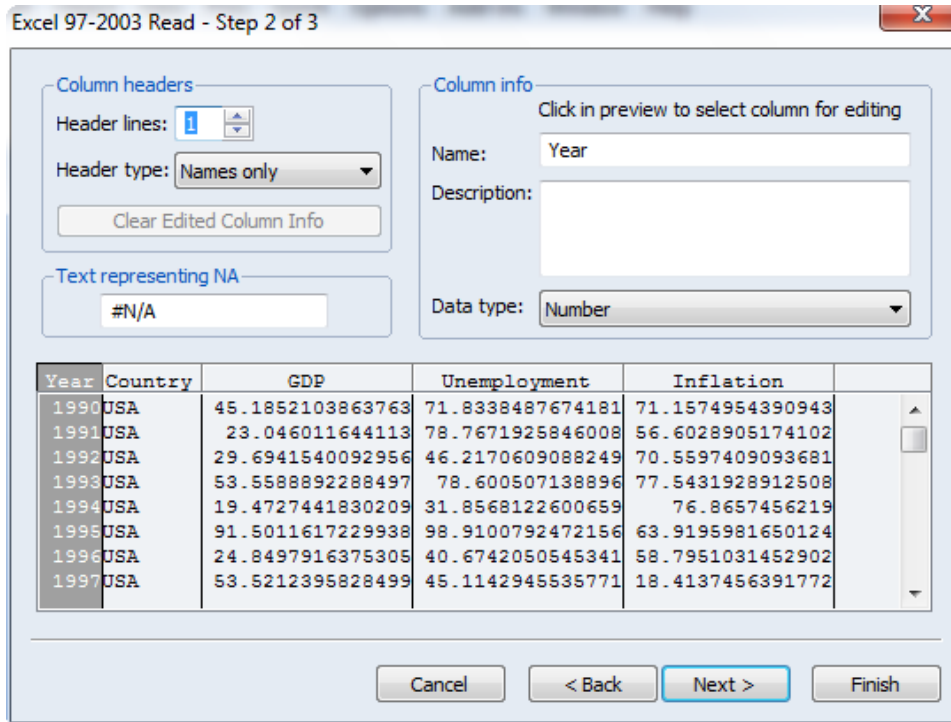 Excel 97-2003 Read - Step 2 of 3
Column headers
Header lines: 1
Header type: Names only
Clear Edited Column Info
Text representing NA
#N/A
Column info
Click in preview to select column for editing
Name: Year
Description:
Data type: Number
Year Country GDP Unemployment Inflation
1990 USA 45.1852103863763 71.8338487674181 71.1574954390943
1991 USA 23.046011644113 78.7671925846008 56.6028905174102
1992 USA 29.6941540092956 46.2170609088249 70.5597409093681
1993 USA 53.5588892288497 78.600507138896 77.5431928912508
1994 USA 19.4727441830209 31.8568122600659 76.8657456219
1995 USA 91.5011617229938 98.9100792472156 63.9195981650124
1996 USA 24.8497916375305 40.6742050545341 58.7951031452902
1997 USA 53.5212395828499 45.1142945535771 18.4137456391772
Cancel < Back Next > Finish